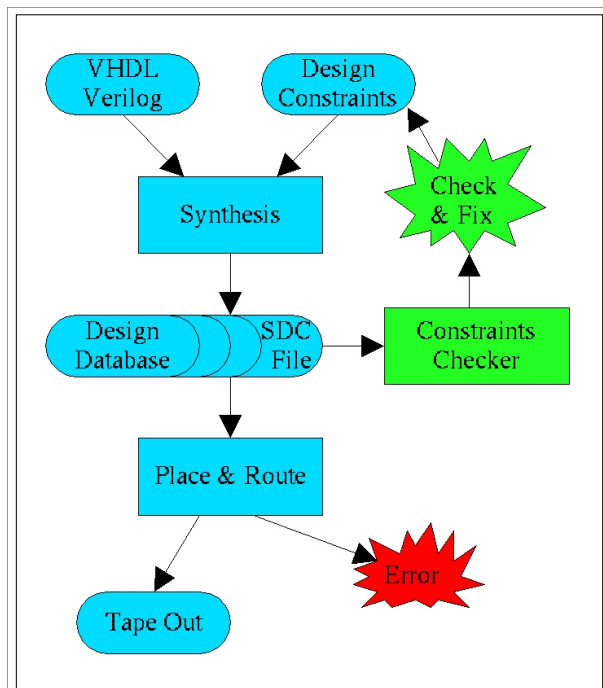 VHDL
Verilog
Design
Constraints
Check
& Fix
Synthesis
Design
Database
SDC
File
Constraints
Checker
Place & Route
Error
Tape Out